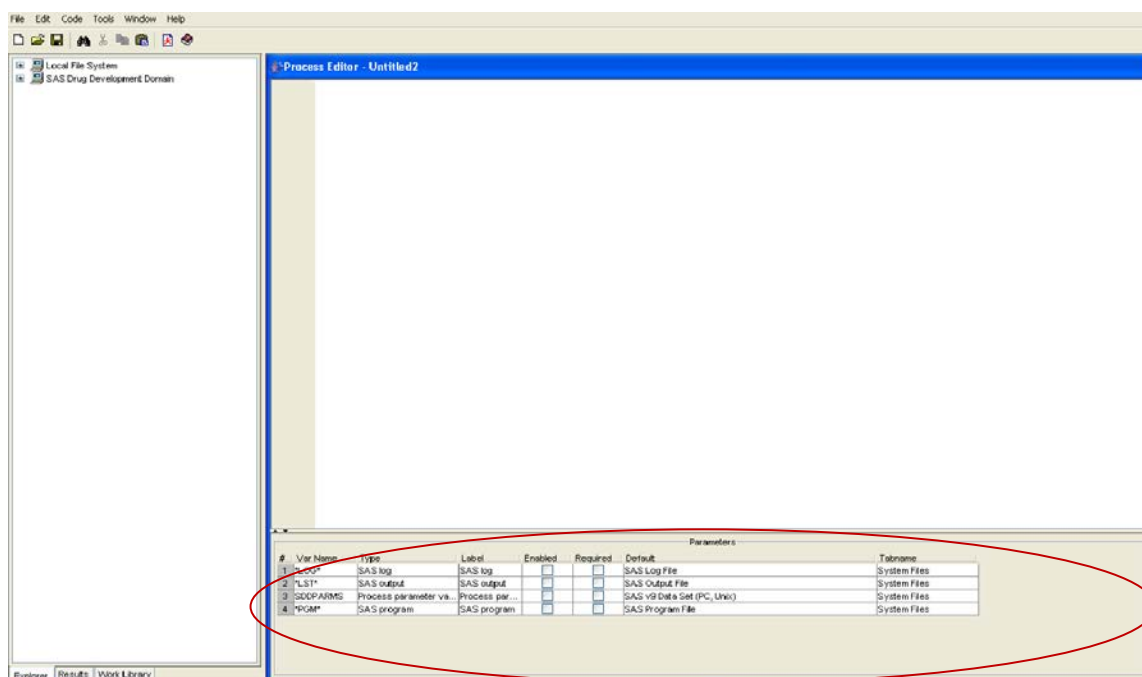 File Edit Code Tools Window Help
Local File System
SAS Drug Development Domain
Process Editor - Untitled2
Parameters
# Var Name Type Label Enabled Required Default Tabname
1 *LOG* SAS log SAS log SAS Log File System Files
2 *LST* SAS output SAS output SAS Output File System Files
3 SDDPARMS Process parameter va... Process par... SAS v9 Data Set (PC, Unix) System Files
4 *PGM* SAS program SAS program SAS Program File System Files
Explorer Results Work Library